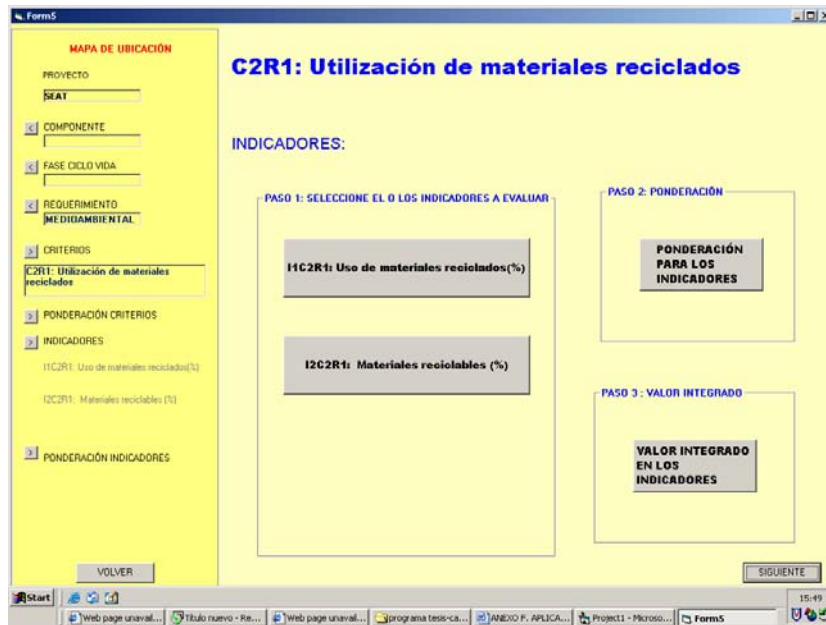 Form5
MAPA DE UBICACIÓN
PROYECTO
SEAT
< COMPONENTE
< FASE CICLO VIDA
< REQUERIMIENTO
MEDIOAMBIENTAL
> CRITERIOS
C2R1: Utilización de materiales
reciclados
> PONDERACIÓN CRITERIOS
> INDICADORES
I1C2R1: Uso de materiales reciclados(%)
I2C2R1: Materiales reciclables (%)
> PONDERACIÓN INDICADORES
VOLVER
C2R1: Utilización de materiales reciclados
INDICADORES:
PASO 1: SELECCIONE EL O LOS INDICADORES A EVALUAR
I1C2R1: Uso de materiales reciclados(%)
I2C2R1: Materiales reciclables (%)
PASO 2: PONDERACIÓN
PONDERACIÓN
PARA LOS
INDICADORES
PASO 3 : VALOR INTEGRADO
VALOR INTEGRADO
EN LOS
INDICADORES
SIGUIENTE
Start
15:49
Web page unavail...
Título nuevo - Re...
Web page unavail...
programa tesis-ca...
ANEXO F. APLICA...
Project1 - Microso...
Form5